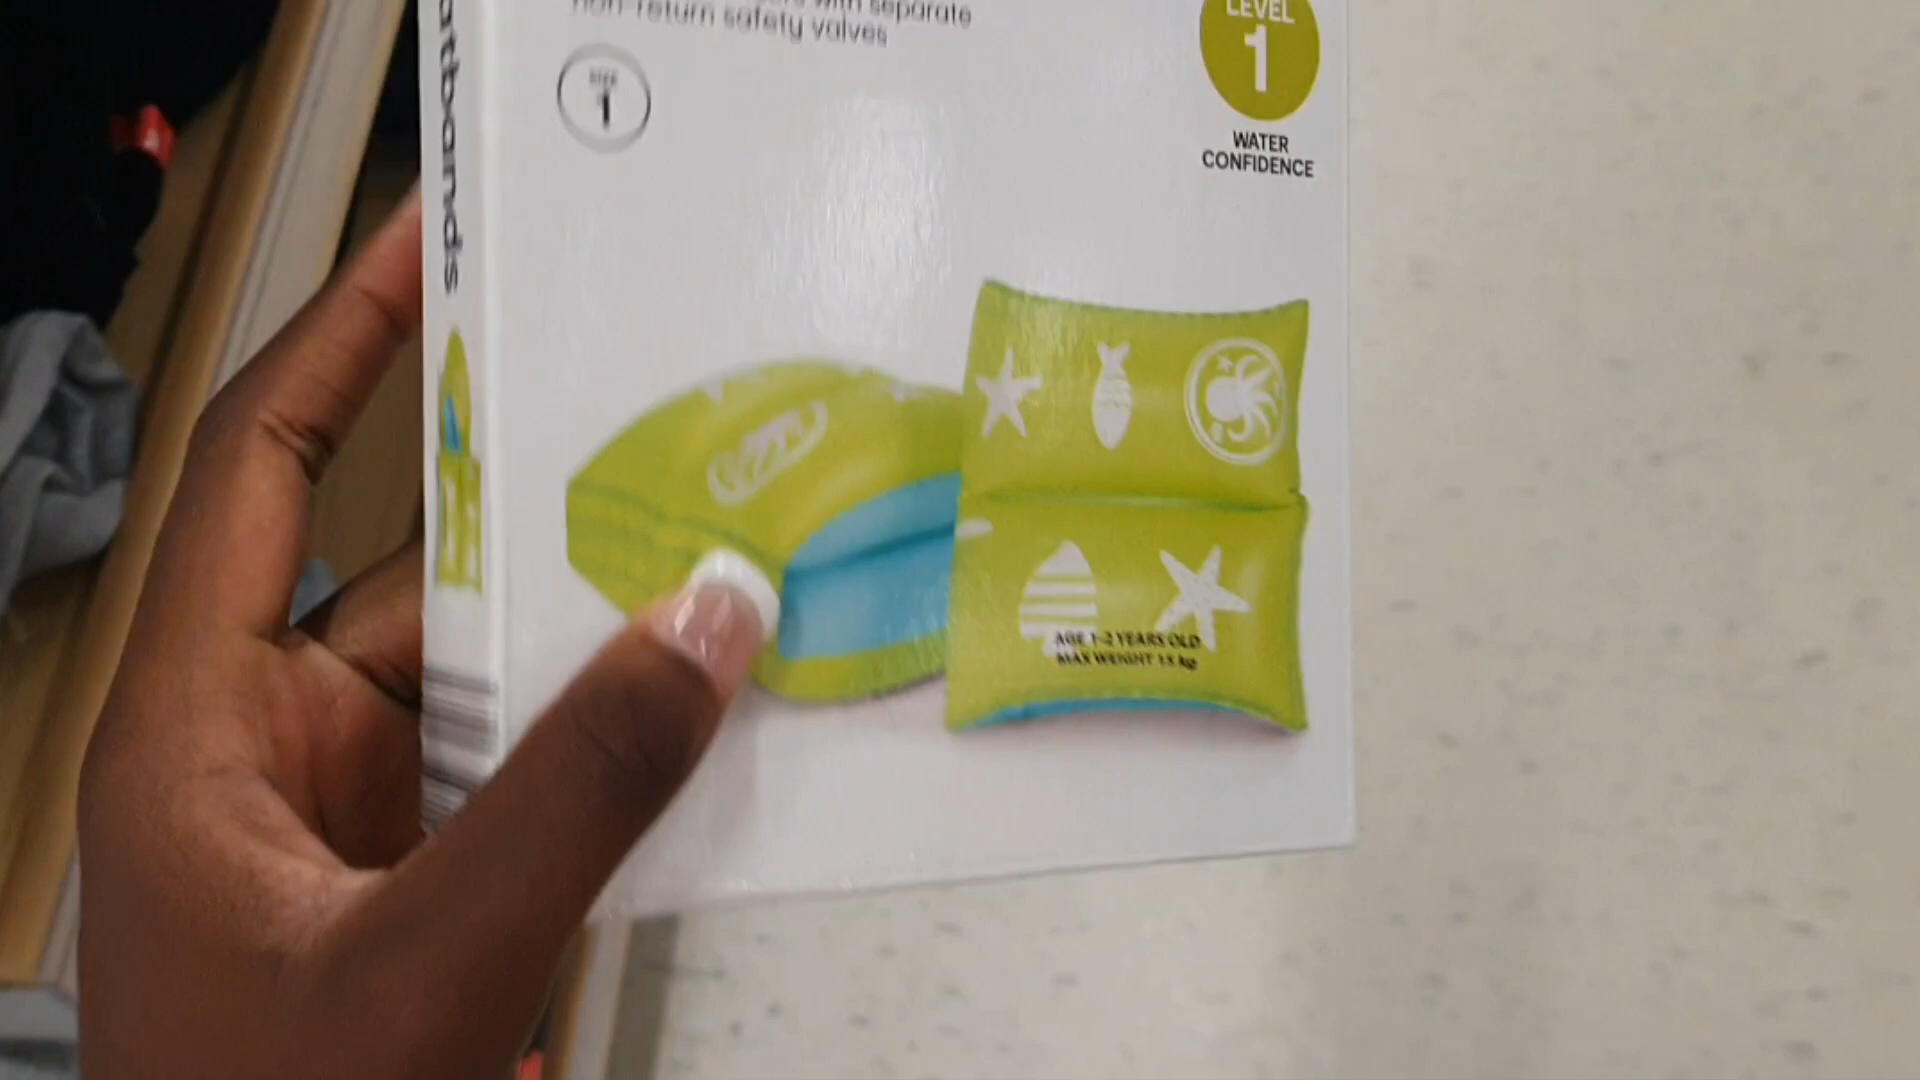 with separate
non-return safety valves
SIZE
1
LEVEL
1
WATER
CONFIDENCE
atbands
AGE 1-2 YEARS OLD
MAX WEIGHT 15 kg